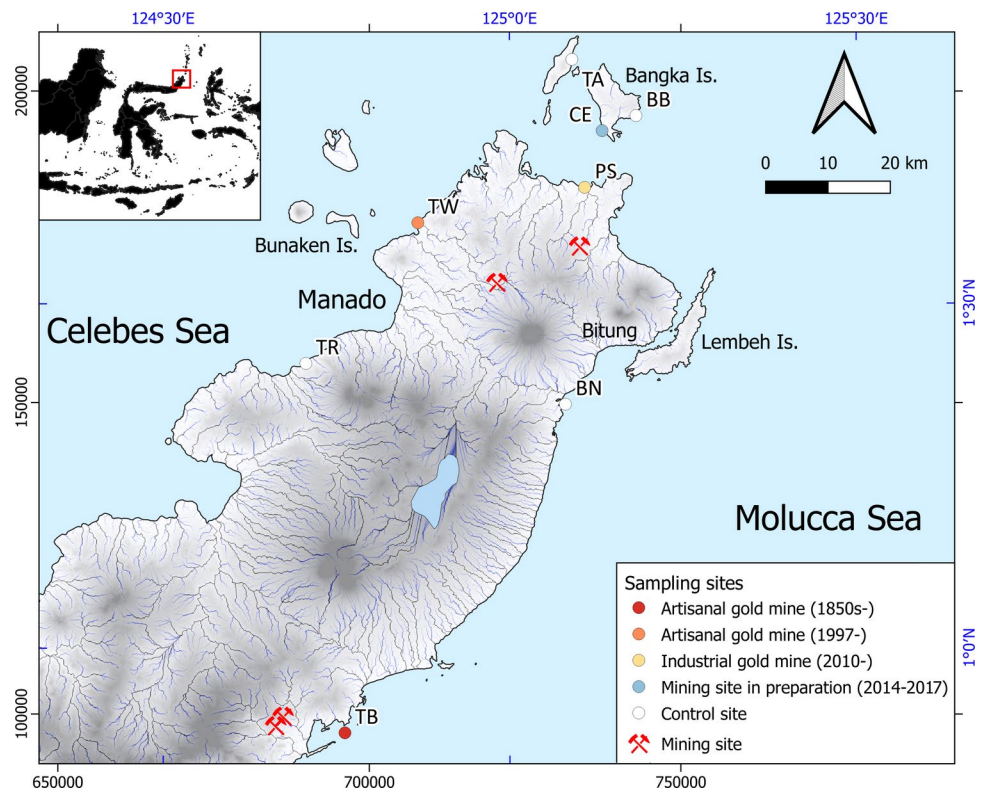 124°30′E
125°0′E
125°30′E
200000
TA
Bangka Is.
CE
BB
0
10
20 km
PS
TW
Bunaken Is.
Manado
1°30′N
Celebes Sea
Bitung
Lembeh Is.
TR
BN
150000
Molucca Sea
Sampling sites
Artisanal gold mine (1850s-)
Artisanal gold mine (1997-)
Industrial gold mine (2010-)
Mining site in preparation (2014-2017)
Control site
Mining site
1°0′N
100000
TB
650000
700000
750000